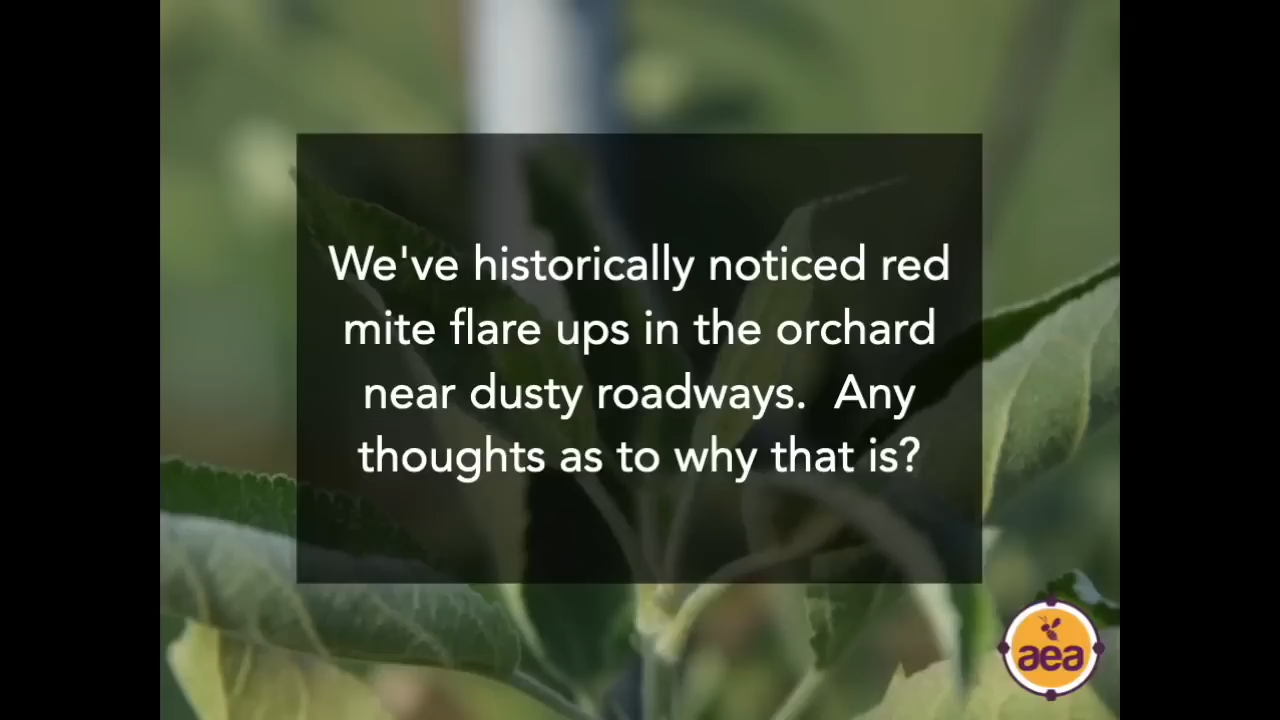 We've historically noticed red
mite flare ups in the orchard
near dusty roadways.  Any
thoughts as to why that is?
aea